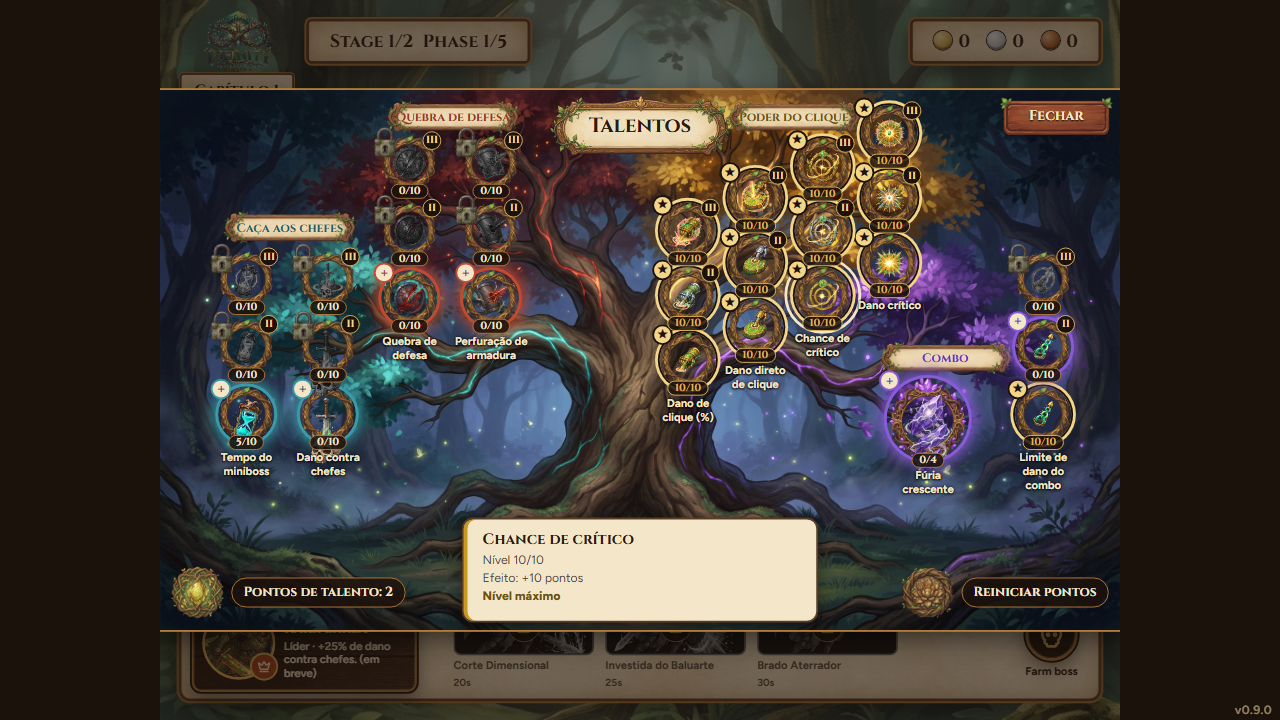 STAGE 1/2 PHASE 1/5
0 0 0
CAPÍTULO 1
QUEBRA DE DEFESA
TALENTOS
PODER DO CLIQUE
FECHAR
III
III
III
III
III
III
0/10
0/10
10/10
10/10
10/10
10/10
II
II
II
II
II
II
0/10
0/10
10/10
10/10
10/10
10/10
CAÇA AOS CHEFES
III
III
III
0/10
0/10
0/10
0/10
0/10
10/10
10/10
10/10
10/10
Quebra de
defesa
Perfuração de
armadura
Dano de
clique (%)
Dano direto
de clique
Chance de
crítico
Dano crítico
II
II
II
0/10
0/10
0/10
COMBO
5/10
0/10
0/4
10/10
Tempo do
miniboss
Dano contra
chefes
Fúria
crescente
Limite de
dano do
combo
CHANCE DE CRÍTICO
Nível 10/10
Efeito: +10 pontos
Nível máximo
PONTOS DE TALENTO: 2
REINICIAR PONTOS
Líder · +25% de dano
contra chefes. (em
breve)
Corte Dimensional
20s
Investida do Baluarte
25s
Brado Aterrador
30s
Farm boss
v0.9.0